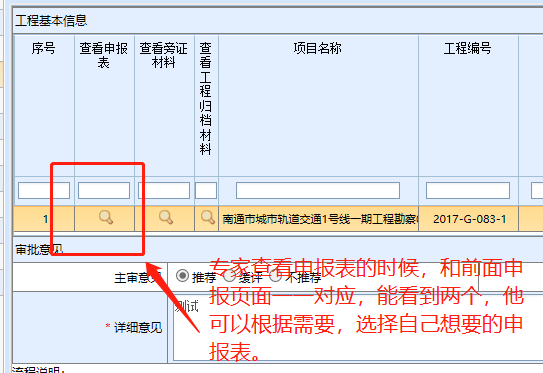 工程基本信息
序号 查看申报表 查看旁证材料 查看工程归档材料 项目名称 工程编号
1 南通市城市轨道交通1号线一期工程勘察 2017-G-083-1
审批意见
主审意见 推荐 缓评 不推荐
* 详细意见 测试
专家查看申报表的时候，和前面申
报页面一一对应，能看到两个，他
可以根据需要，选择自己想要的申
报表。
流程说明: